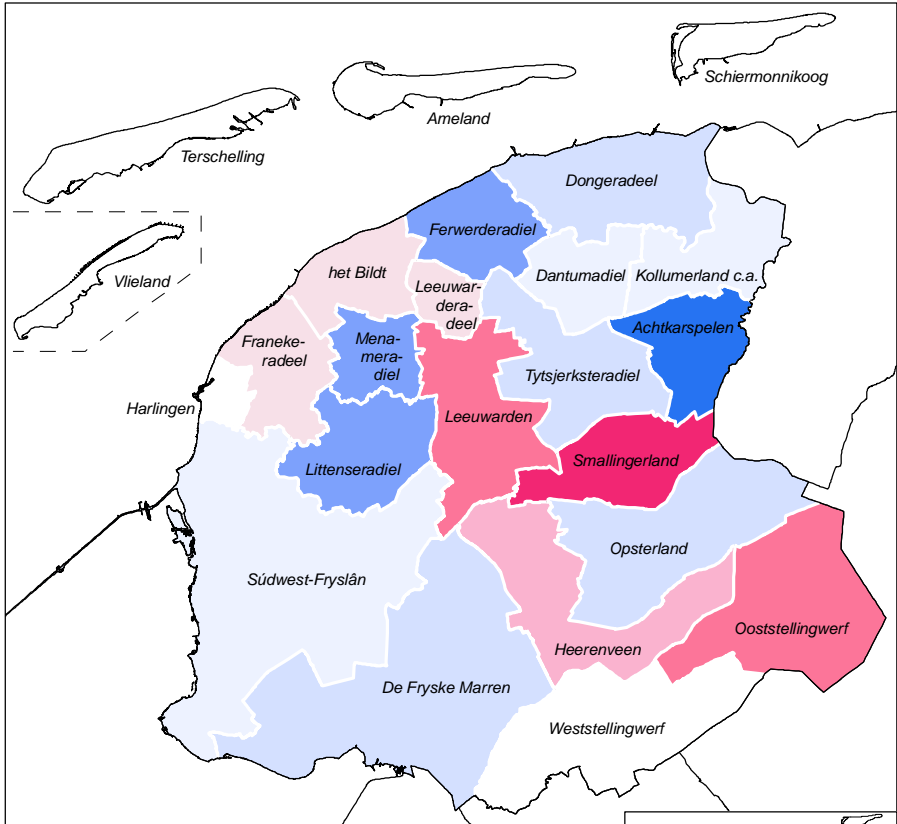 Schiermonnikoog
Ameland
Terschelling
Dongeradeel
Ferwerderadiel
het Bildt
Dantumadiel
Kollumerland c.a.
Vlieland
Leeuwar-
dera-
deel
Achtkarspelen
Franeke-
radeel
Mena-
mera-
diel
Tytsjerksteradiel
Harlingen
Leeuwarden
Littenseradiel
Smallingerland
Opsterland
Súdwest-Fryslân
Ooststellingwerf
Heerenveen
De Fryske Marren
Weststellingwerf